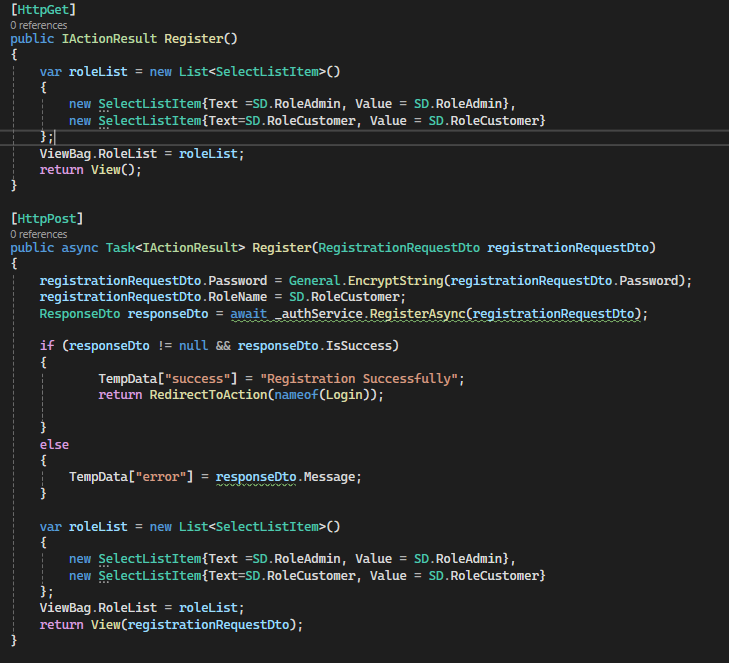 [HttpGet]
0 references
public IActionResult Register()
{
    var roleList = new List<SelectListItem>()
    {
        new SelectListItem{Text =SD.RoleAdmin, Value = SD.RoleAdmin},
        new SelectListItem{Text=SD.RoleCustomer, Value = SD.RoleCustomer}
    };
    ViewBag.RoleList = roleList;
    return View();
}
[HttpPost]
0 references
public async Task<IActionResult> Register(RegistrationRequestDto registrationRequestDto)
{
    registrationRequestDto.Password = General.EncryptString(registrationRequestDto.Password);
    registrationRequestDto.RoleName = SD.RoleCustomer;
    ResponseDto responseDto = await _authService.RegisterAsync(registrationRequestDto);
    if (responseDto != null && responseDto.IsSuccess)
    {
            TempData["success"] = "Registration Successfully";
            return RedirectToAction(nameof(Login));
    }
    else
    {
        TempData["error"] = responseDto.Message;
    }
    var roleList = new List<SelectListItem>()
    {
        new SelectListItem{Text =SD.RoleAdmin, Value = SD.RoleAdmin},
        new SelectListItem{Text=SD.RoleCustomer, Value = SD.RoleCustomer}
    };
    ViewBag.RoleList = roleList;
    return View(registrationRequestDto);
}